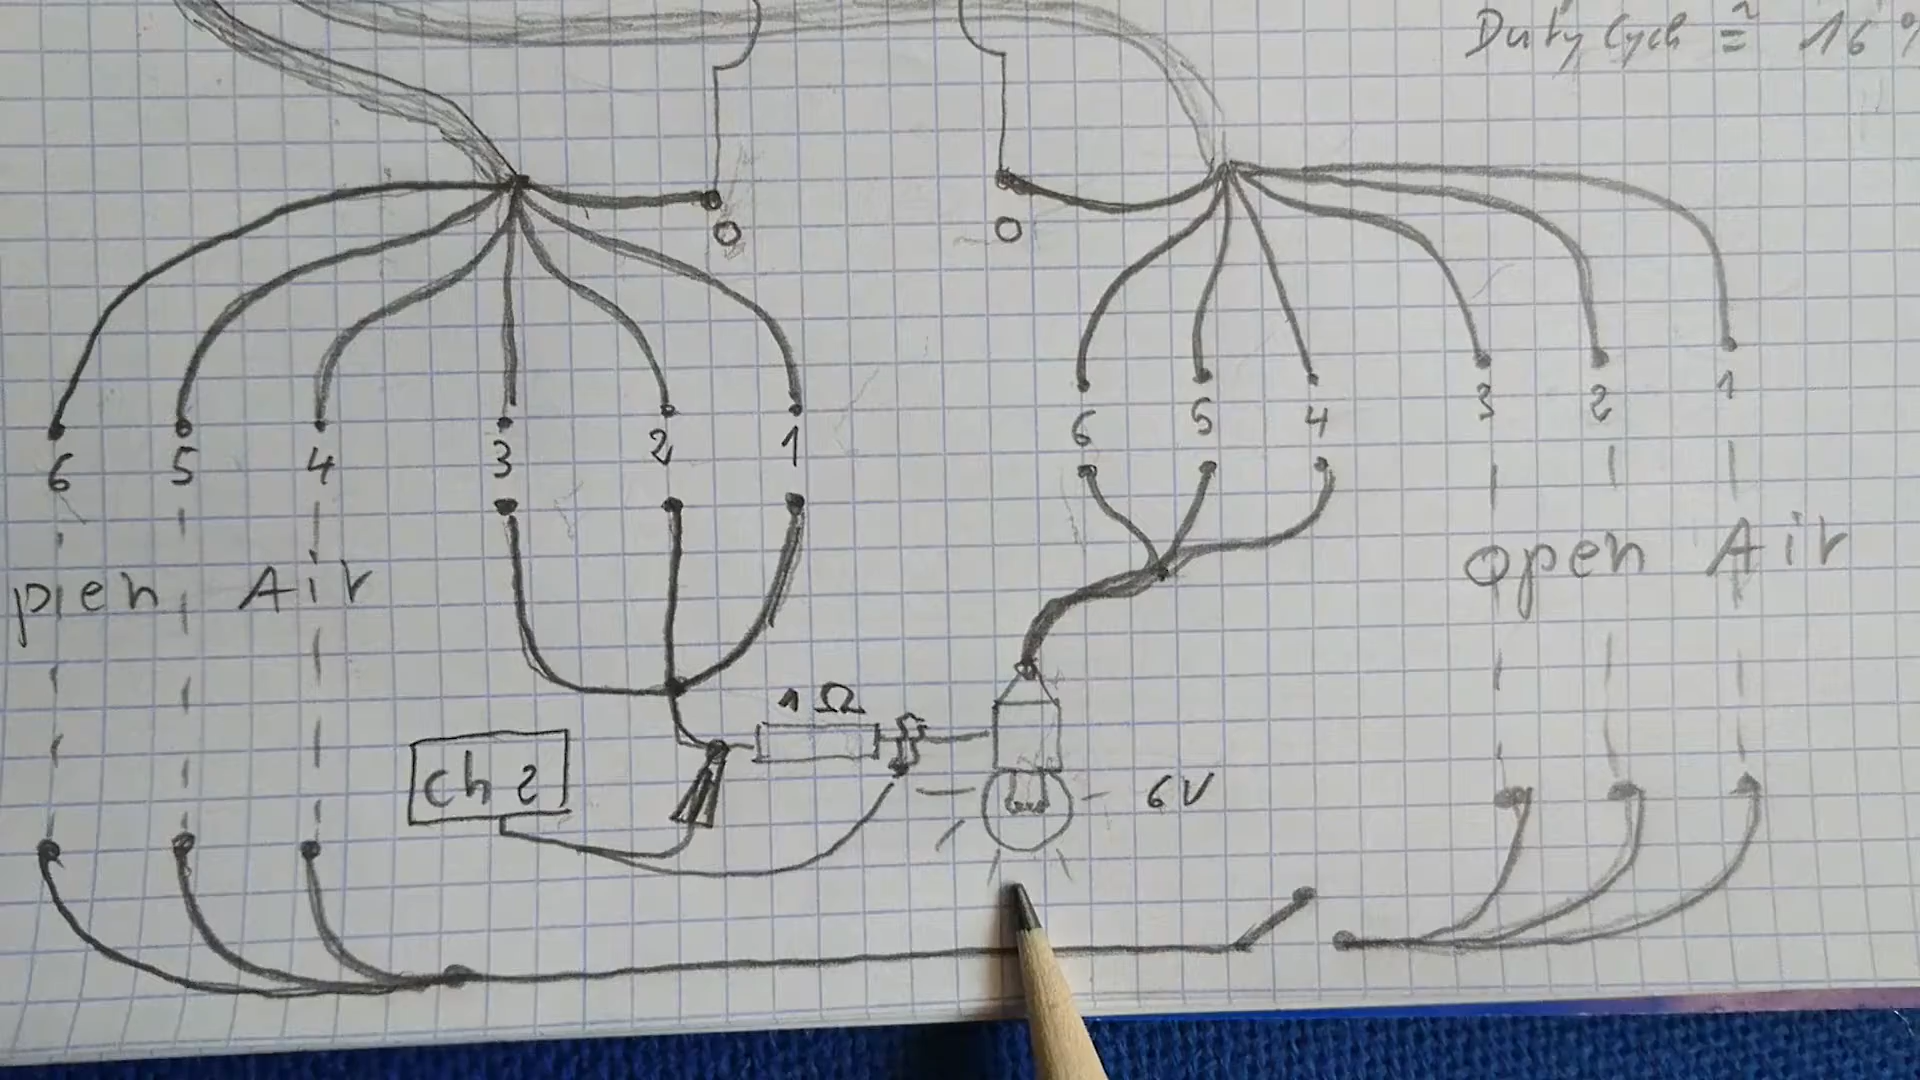 Duty Cycle ≅ 16%
0 0
6 5 4 3 2 1
6 5 4 3 2 1
pen Air
Open Air
1 Ω
Ch 2
6V